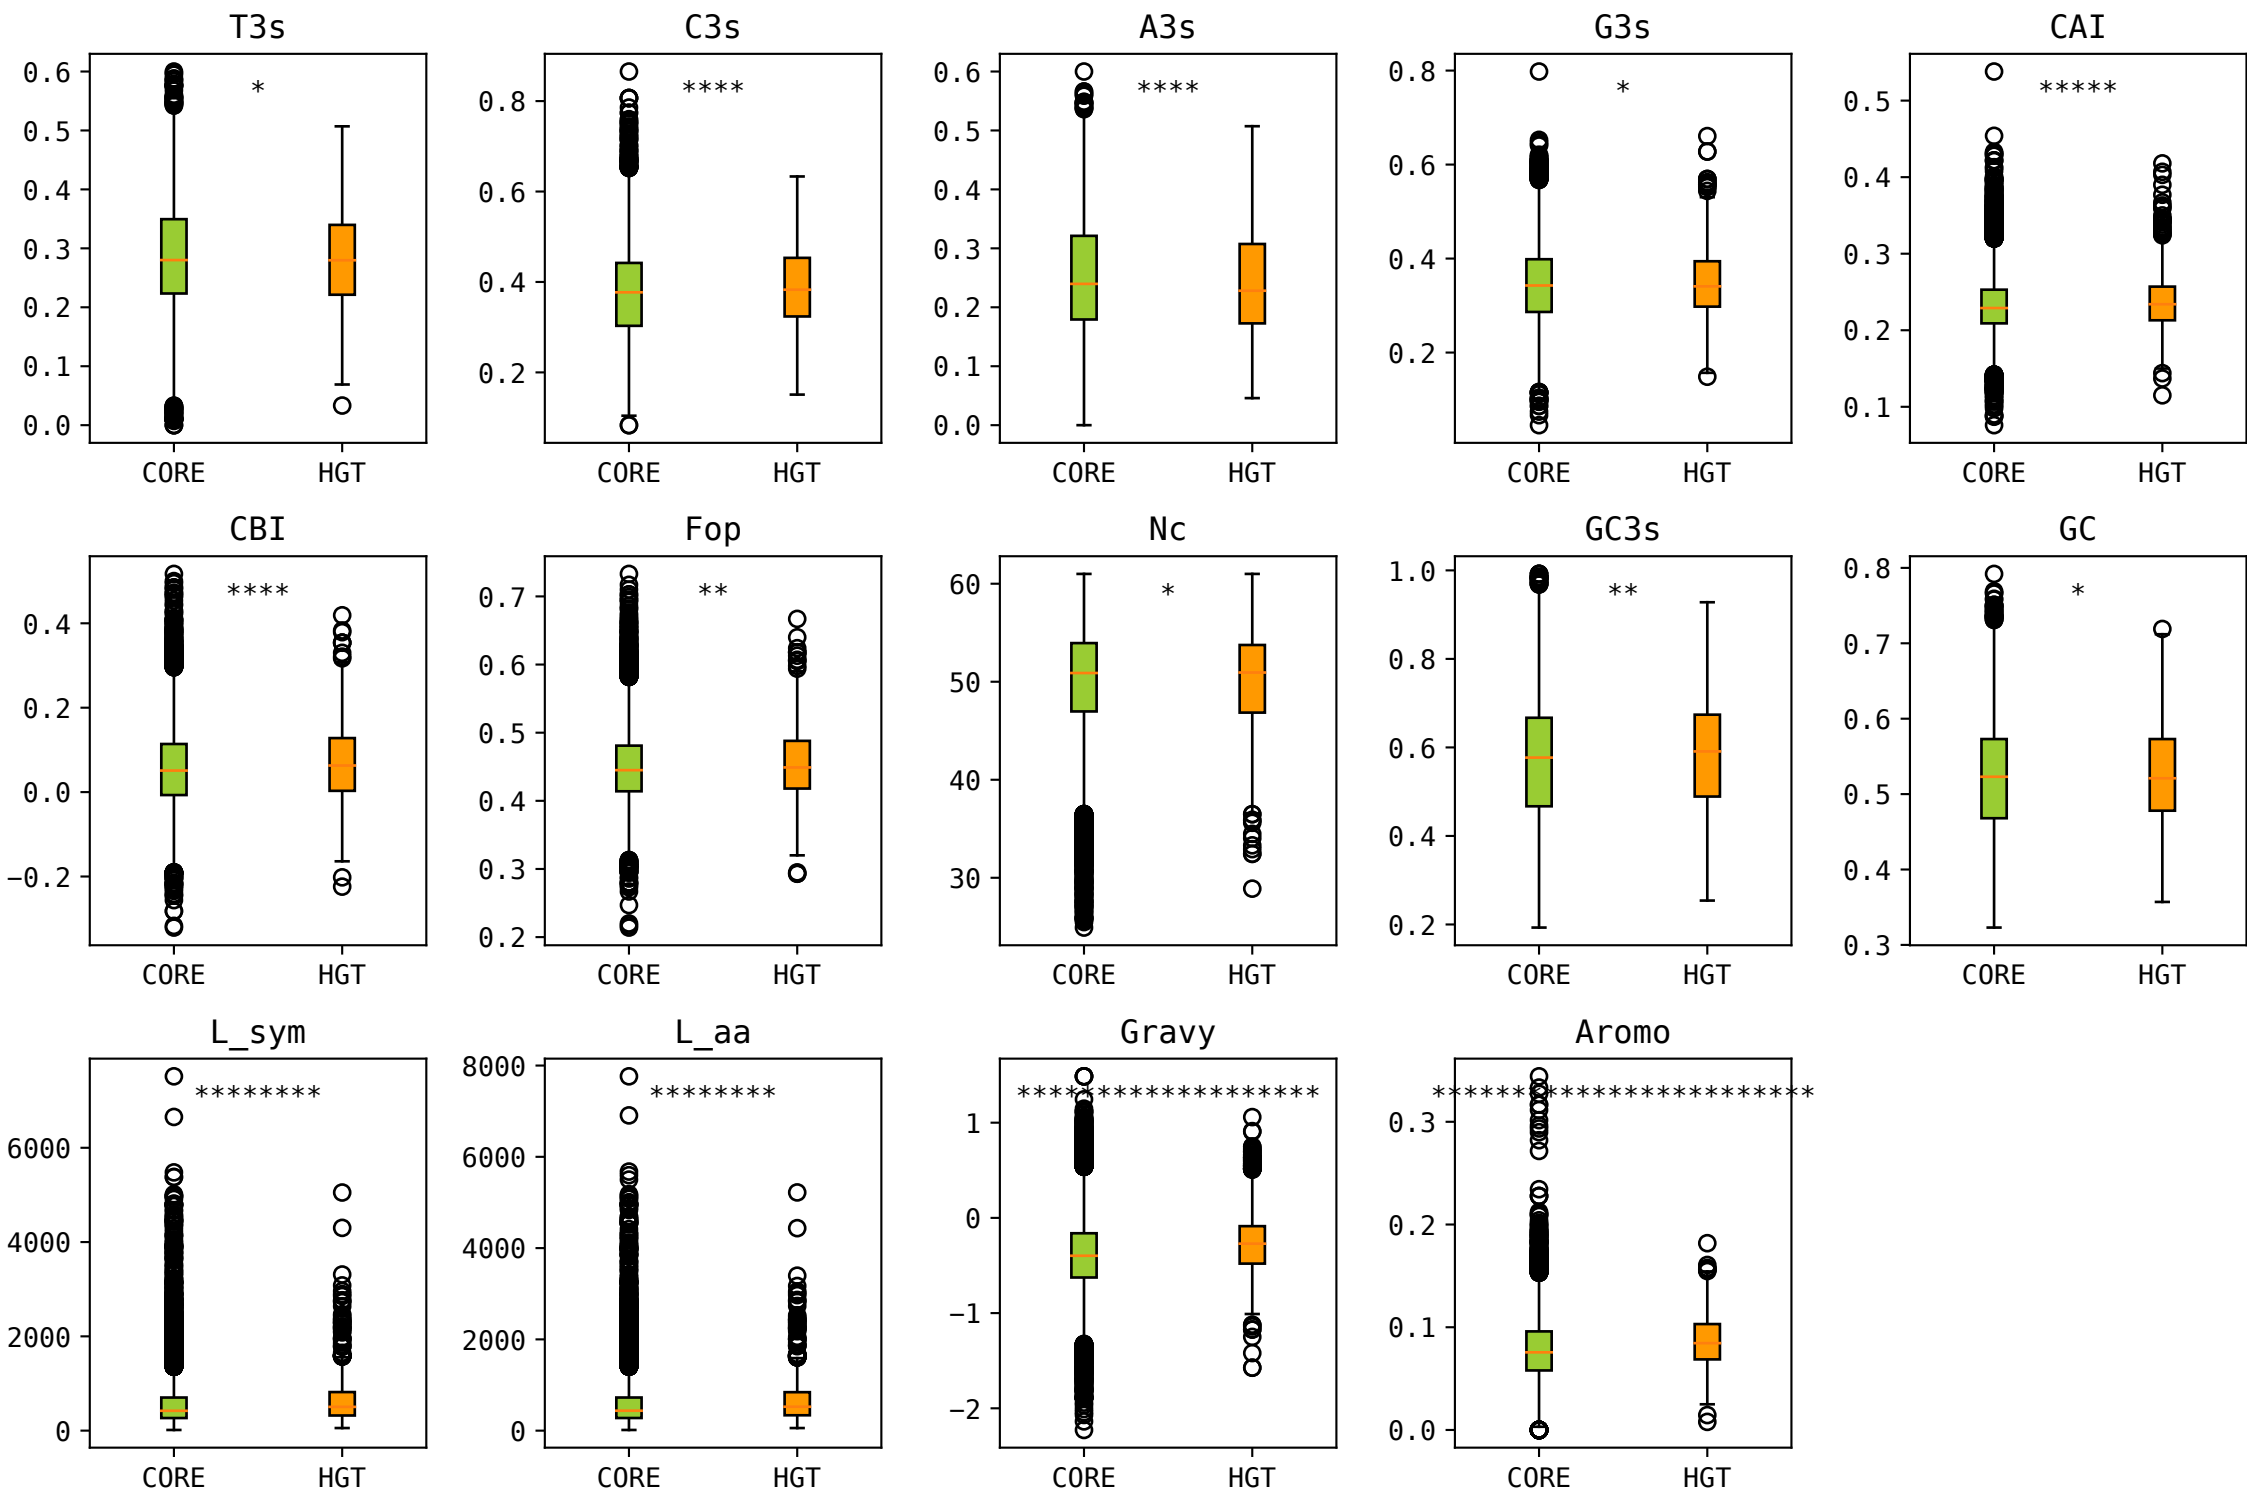 T3s C3s A3s G3s CAI
* **** **** * *****
0.6 0.5 0.4 0.3 0.2 0.1 0.0
0.8 0.6 0.4 0.2
0.6 0.5 0.4 0.3 0.2 0.1 0.0
0.8 0.6 0.4 0.2
0.5 0.4 0.3 0.2 0.1
CORE HGT CORE HGT CORE HGT CORE HGT CORE HGT
CBI Fop Nc GC3s GC
**** ** * ** *
0.4 0.2 0.0 −0.2
0.7 0.6 0.5 0.4 0.3 0.2
60 50 40 30
1.0 0.8 0.6 0.4 0.2
0.8 0.7 0.6 0.5 0.4 0.3
CORE HGT CORE HGT CORE HGT CORE HGT CORE HGT
L_sym L_aa Gravy Aromo
******** ******** ******************* ************************
6000 4000 2000 0
8000 6000 4000 2000 0
1 0 −1 −2
0.3 0.2 0.1 0.0
CORE HGT CORE HGT CORE HGT CORE HGT